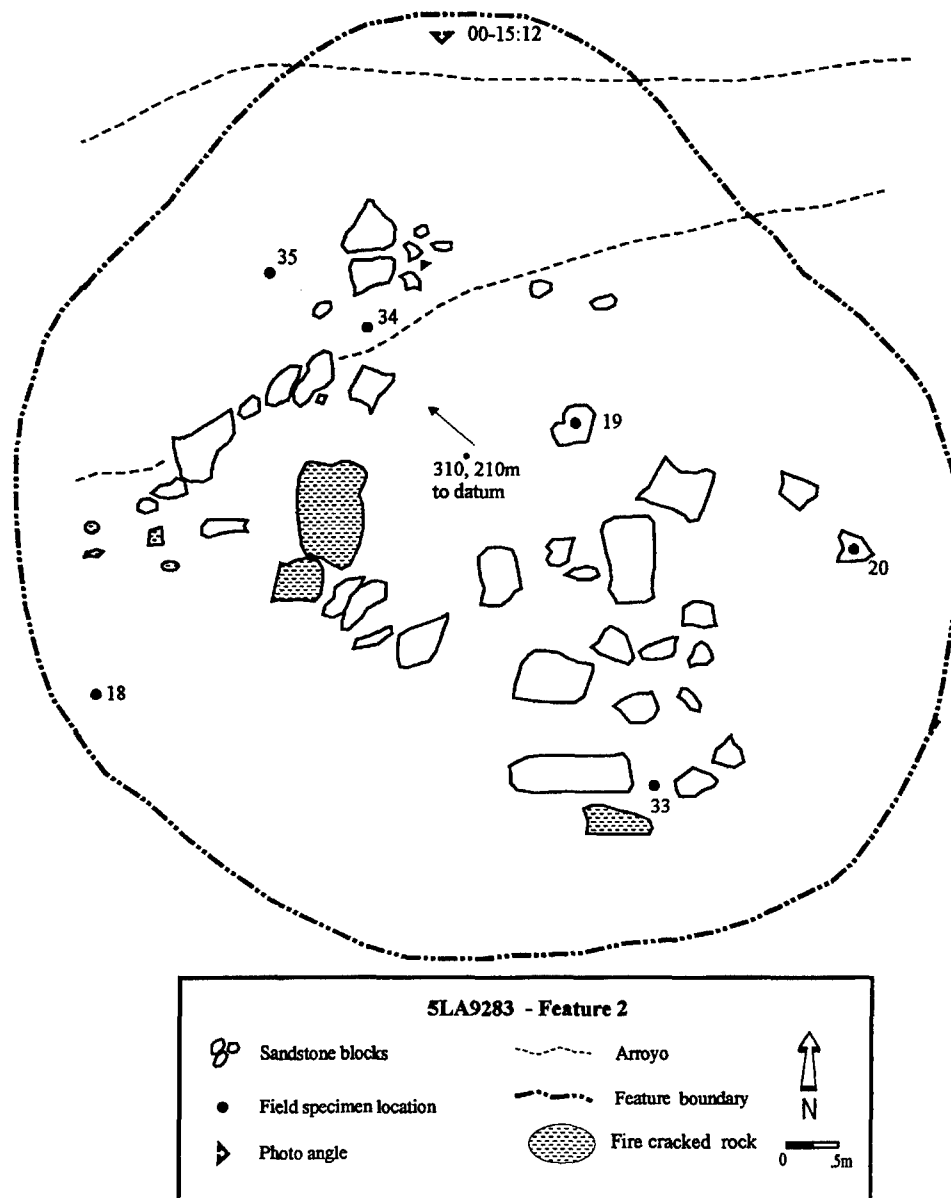 00-15:12
35
34
19
310, 210m
to datum
20
18
33
5LA9283 - Feature 2
Sandstone blocks
Arroyo
Field specimen location
Feature boundary
N
Photo angle
Fire cracked rock
0 .5m